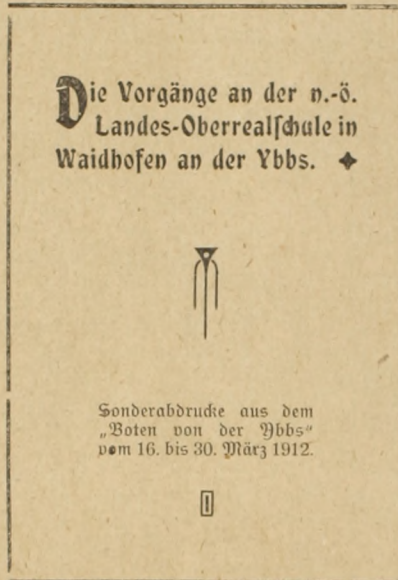 Die Vorgänge an der n.-ö.
Landes-Oberrealſchule in
Waidhofen an der Ybbs.
Sonderabdrucke aus dem
„Boten von der Ybbs“
vom 16. bis 30. März 1912.